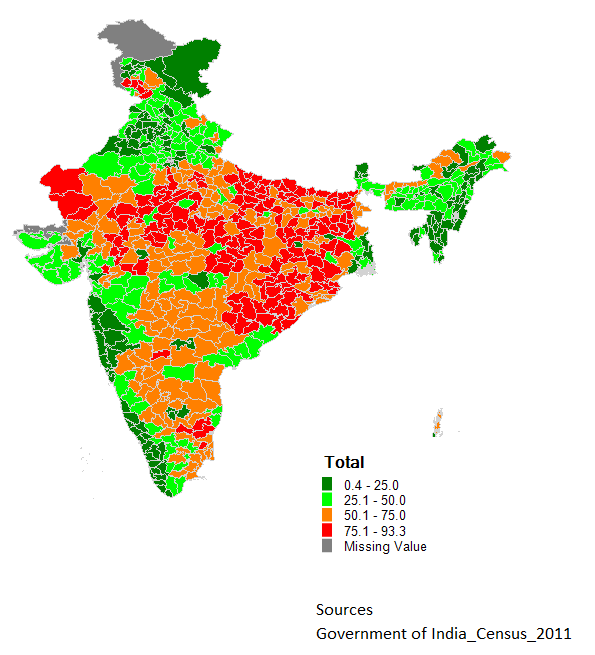 Total
0.4 - 25.0
25.1 - 50.0
50.1 - 75.0
75.1 - 93.3
Missing Value
Sources
Government of India_Census_2011